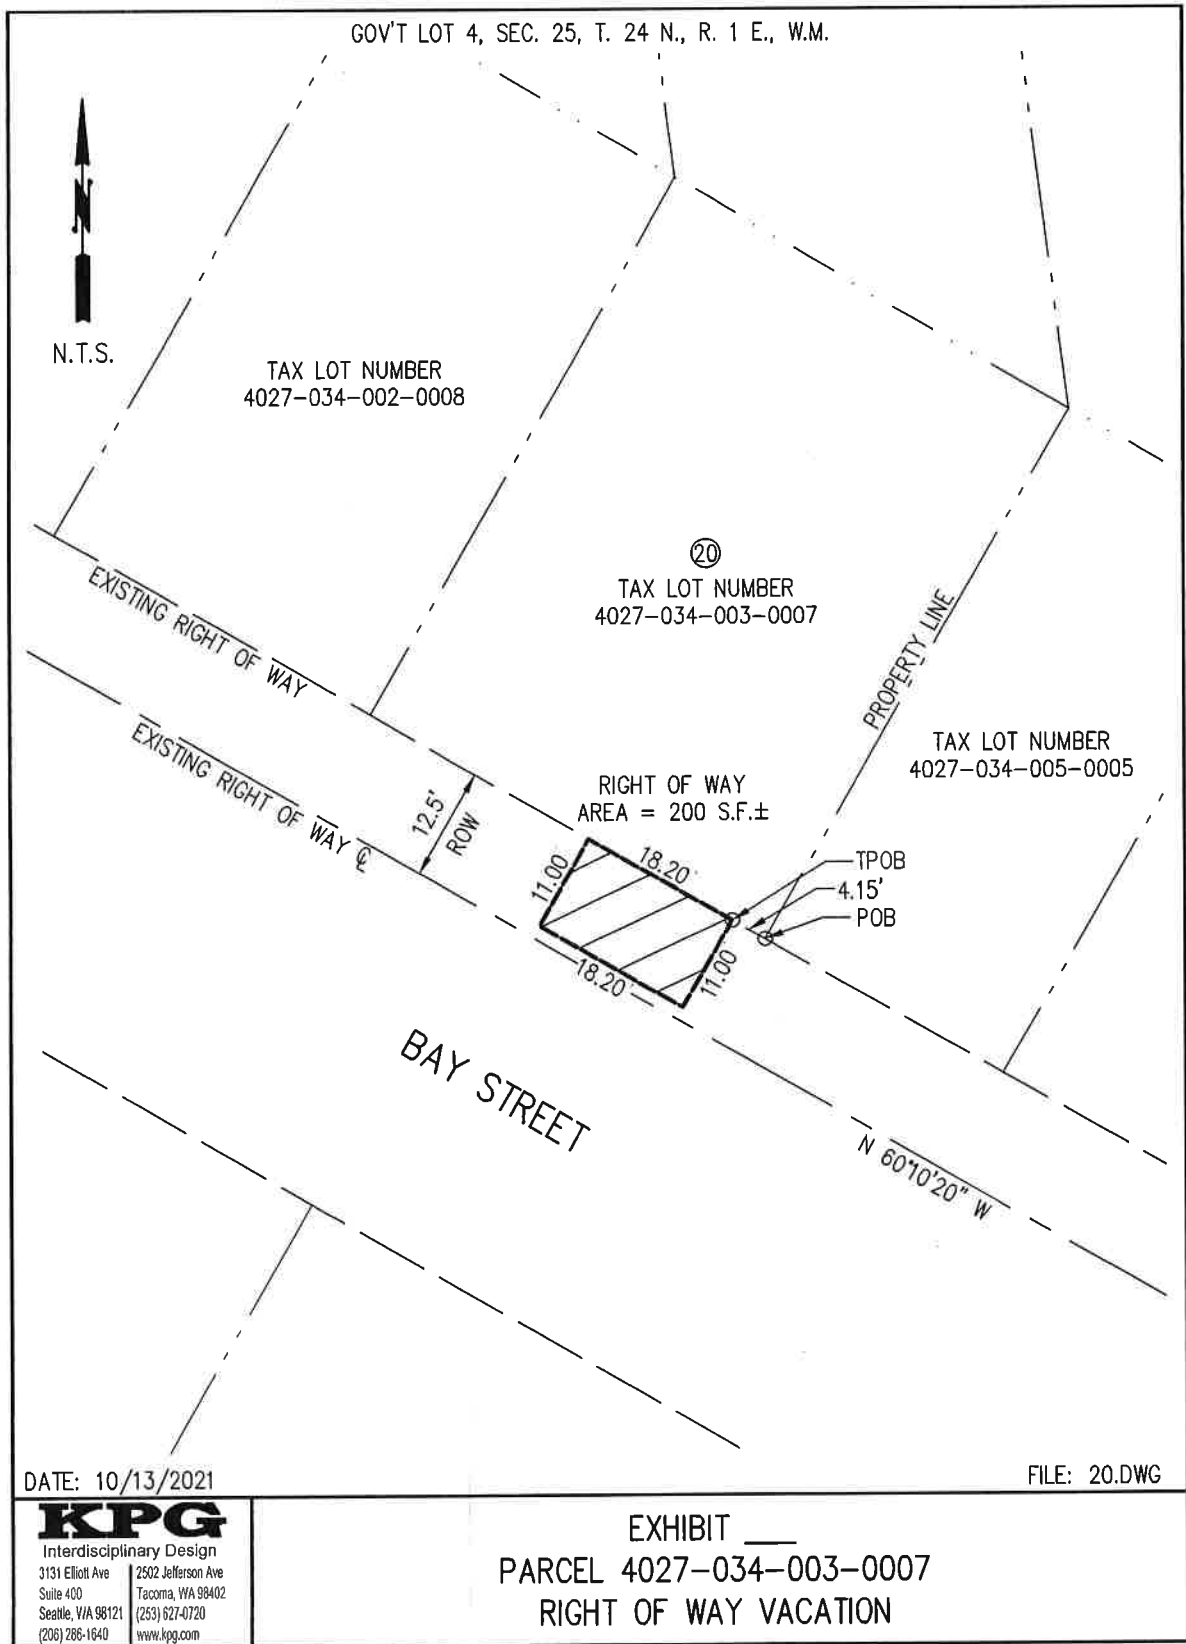 GOV'T LOT 4, SEC. 25, T. 24 N., R. 1 E., W.M.
N
N.T.S.
TAX LOT NUMBER
4027-034-002-0008
20
TAX LOT NUMBER
4027-034-003-0007
PROPERTY LINE
TAX LOT NUMBER
4027-034-005-0005
EXISTING RIGHT OF WAY
EXISTING RIGHT OF WAY ℄
12.5'
ROW
RIGHT OF WAY
AREA = 200 S.F.±
18.20'
11.00'
TPOB
4.15'
POB
11.00
18.20'
BAY STREET
N 60°10'20" W
DATE: 10/13/2021
FILE: 20.DWG
KPG
Interdisciplinary Design
3131 Elliott Ave
Suite 400
Seattle, WA 98121
(206) 286-1640
2502 Jefferson Ave
Tacoma, WA 98402
(253) 627-0720
www.kpg.com
EXHIBIT ___
PARCEL 4027-034-003-0007
RIGHT OF WAY VACATION